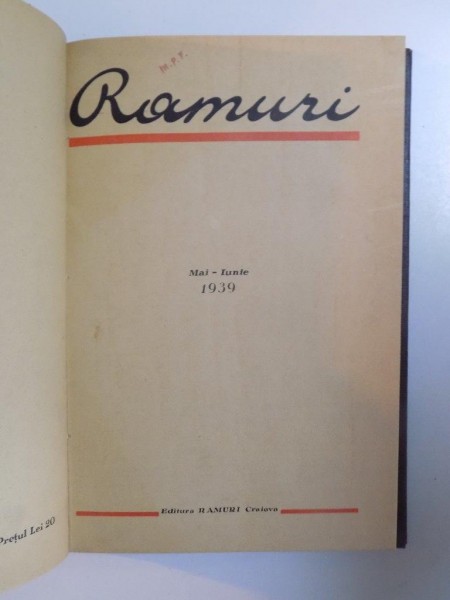 M.P.F.
Ramuri
Mai - Iunie
1939
Editura RAMURI Craiova
Prețul Lei 20